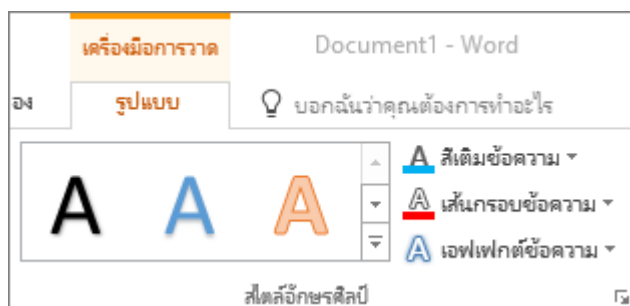 เครื่องมือการวาด Document1 - Word
อง รูปแบบ บอกฉันว่าคุณต้องการทำอะไร
A สีเติมข้อความ
A A A A เส้นกรอบข้อความ
A เอฟเฟกต์ข้อความ
สไตล์อักษรศิลป์